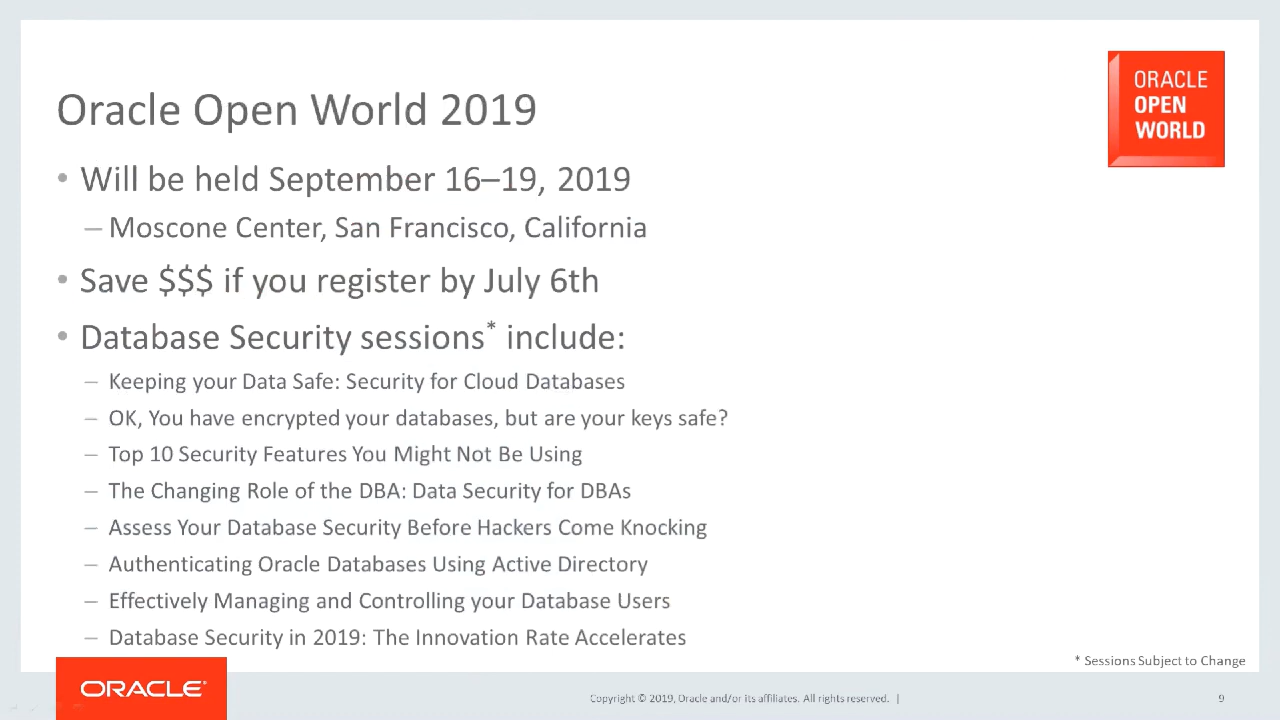 Oracle Open World 2019
ORACLE
OPEN
WORLD
• Will be held September 16–19, 2019
– Moscone Center, San Francisco, California
• Save $$$ if you register by July 6th
• Database Security sessions* include:
– Keeping your Data Safe: Security for Cloud Databases
– OK, You have encrypted your databases, but are your keys safe?
– Top 10 Security Features You Might Not Be Using
– The Changing Role of the DBA: Data Security for DBAs
– Assess Your Database Security Before Hackers Come Knocking
– Authenticating Oracle Databases Using Active Directory
– Effectively Managing and Controlling your Database Users
– Database Security in 2019: The Innovation Rate Accelerates
* Sessions Subject to Change
ORACLE®
Copyright © 2019, Oracle and/or its affiliates. All rights reserved. |
9